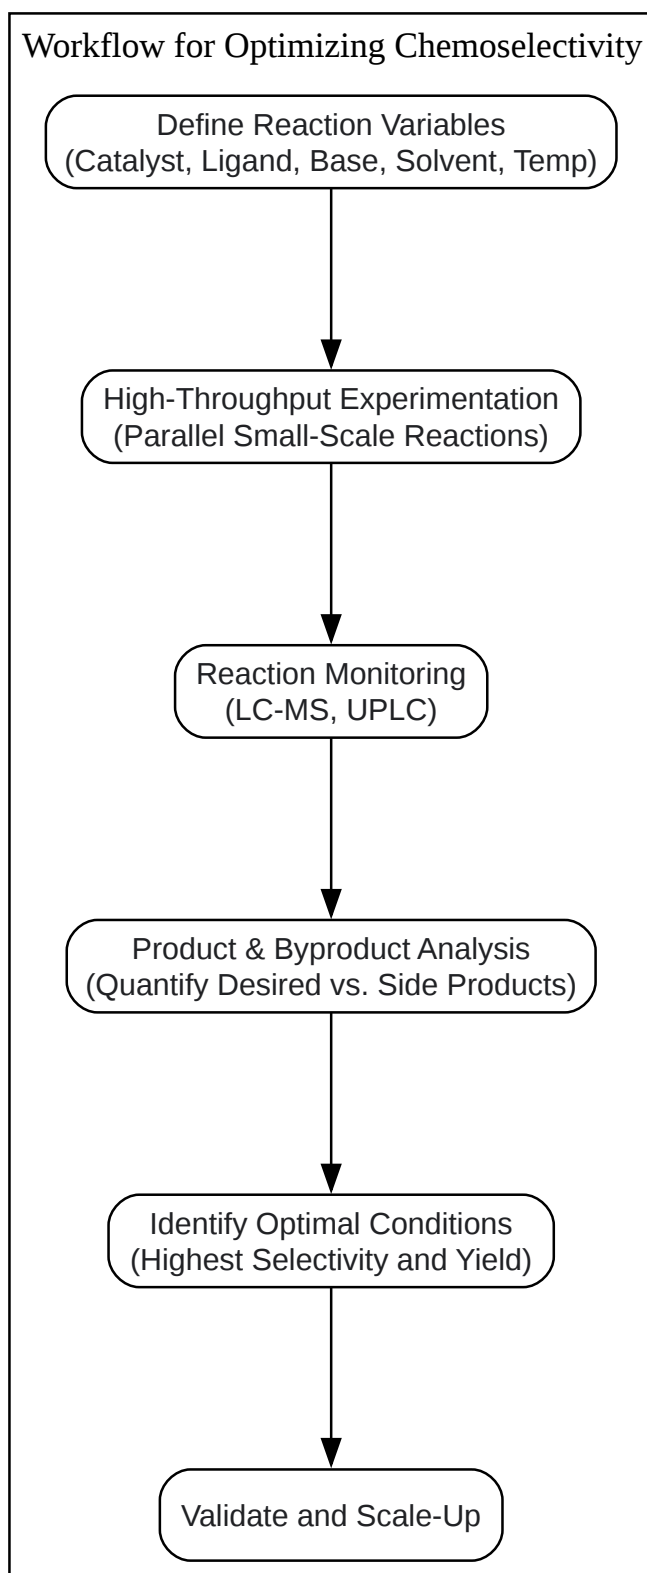 Workflow for Optimizing Chemoselectivity
Define Reaction Variables
(Catalyst, Ligand, Base, Solvent, Temp)
High-Throughput Experimentation
(Parallel Small-Scale Reactions)
Reaction Monitoring
(LC-MS, UPLC)
Product & Byproduct Analysis
(Quantify Desired vs. Side Products)
Identify Optimal Conditions
(Highest Selectivity and Yield)
Validate and Scale-Up